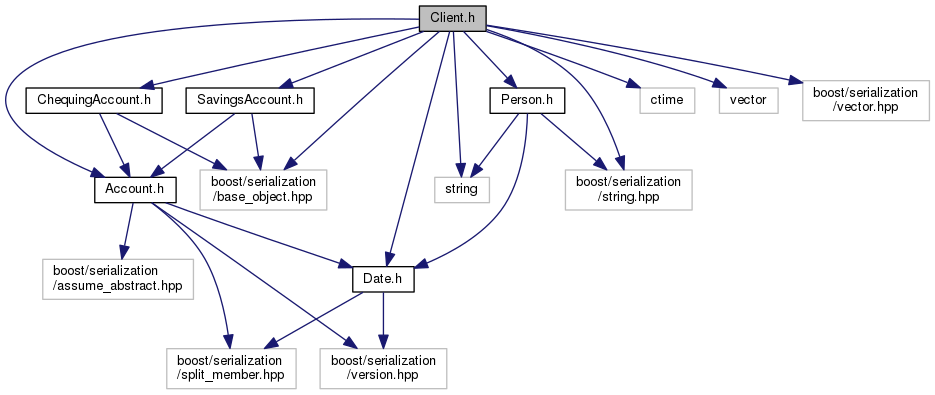 Client.h
ChequingAccount.h
SavingsAccount.h
Person.h
ctime
vector
boost/serialization
/vector.hpp
Account.h
boost/serialization
/base_object.hpp
string
boost/serialization
/string.hpp
boost/serialization
/assume_abstract.hpp
Date.h
boost/serialization
/split_member.hpp
boost/serialization
/version.hpp